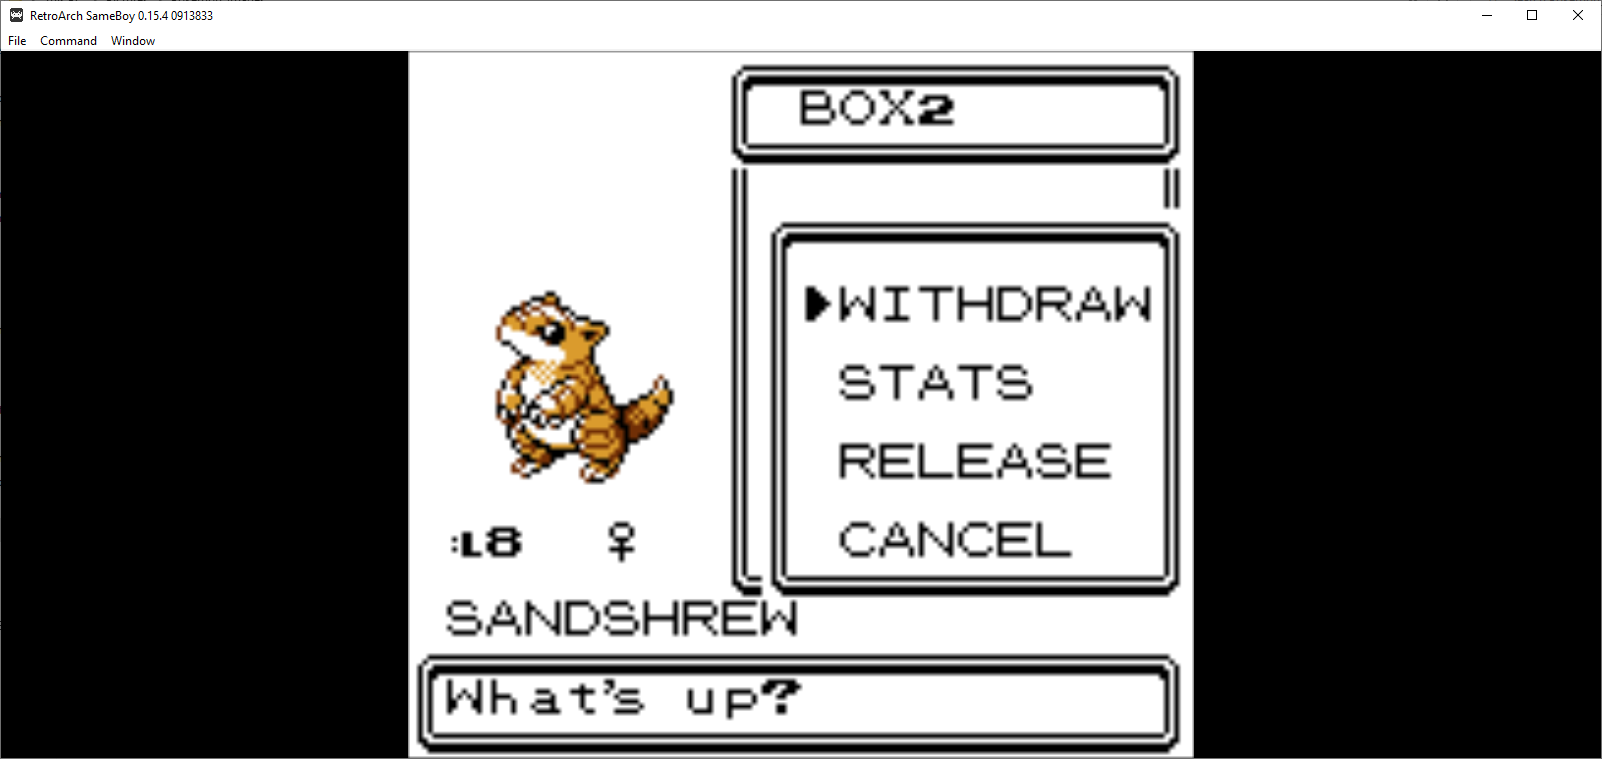 RetroArch SameBoy 0.15.4 0913833
File Command Window
BOX2
WITHDRAW
STATS
RELEASE
CANCEL
:L8 ♀
SANDSHREW
What's up?